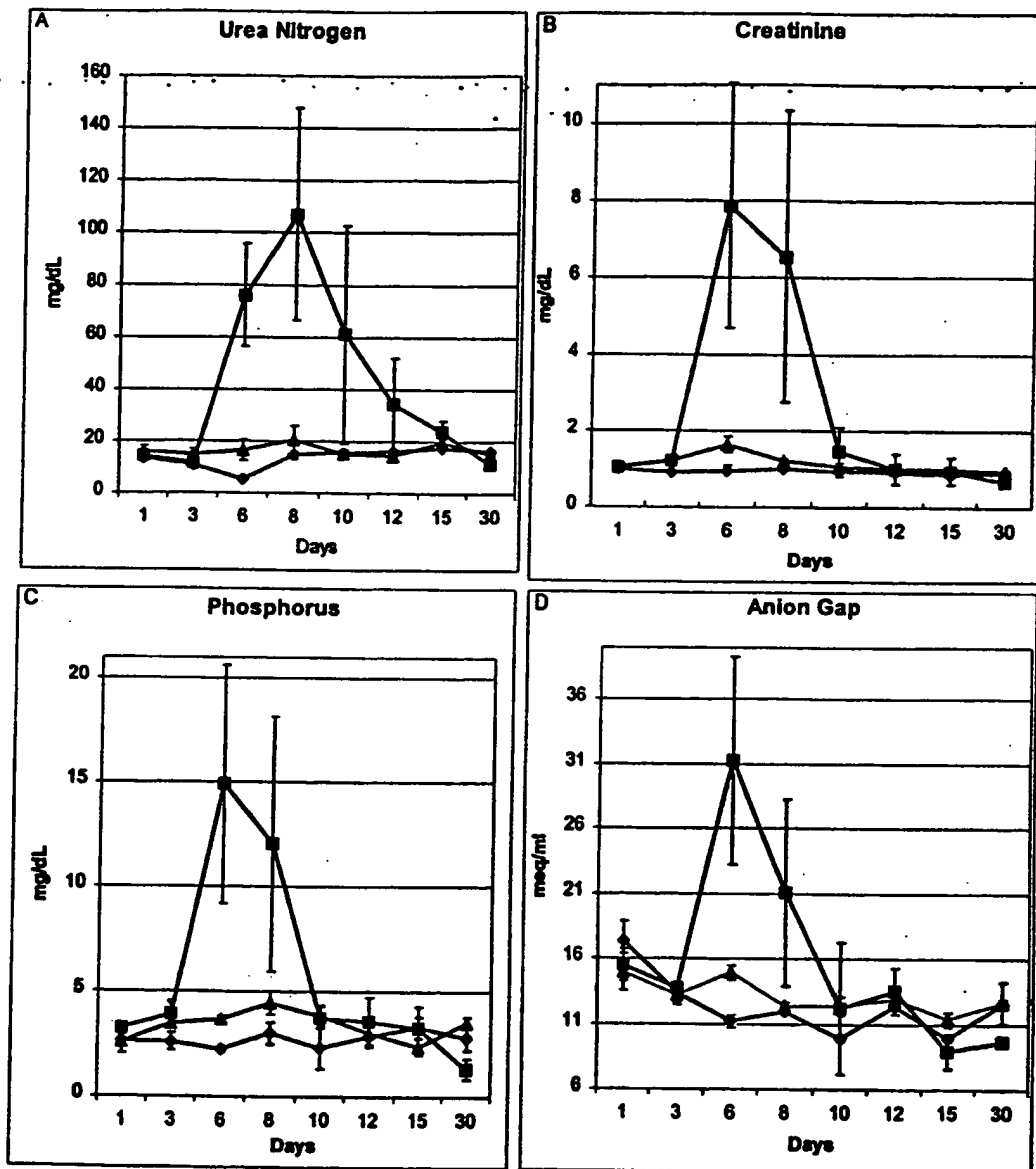 A
Urea Nitrogen
160
140
120
100
80
60
40
20
0
mg/dL
1 3 6 8 10 12 15 30
Days
B
Creatinine
10
8
6
4
2
0
mg/dL
1 3 6 8 10 12 15 30
Days
C
Phosphorus
20
15
10
5
0
mg/dL
1 3 6 8 10 12 15 30
Days
D
Anion Gap
36
31
26
21
16
11
6
meq/ml
1 3 6 8 10 12 15 30
Days